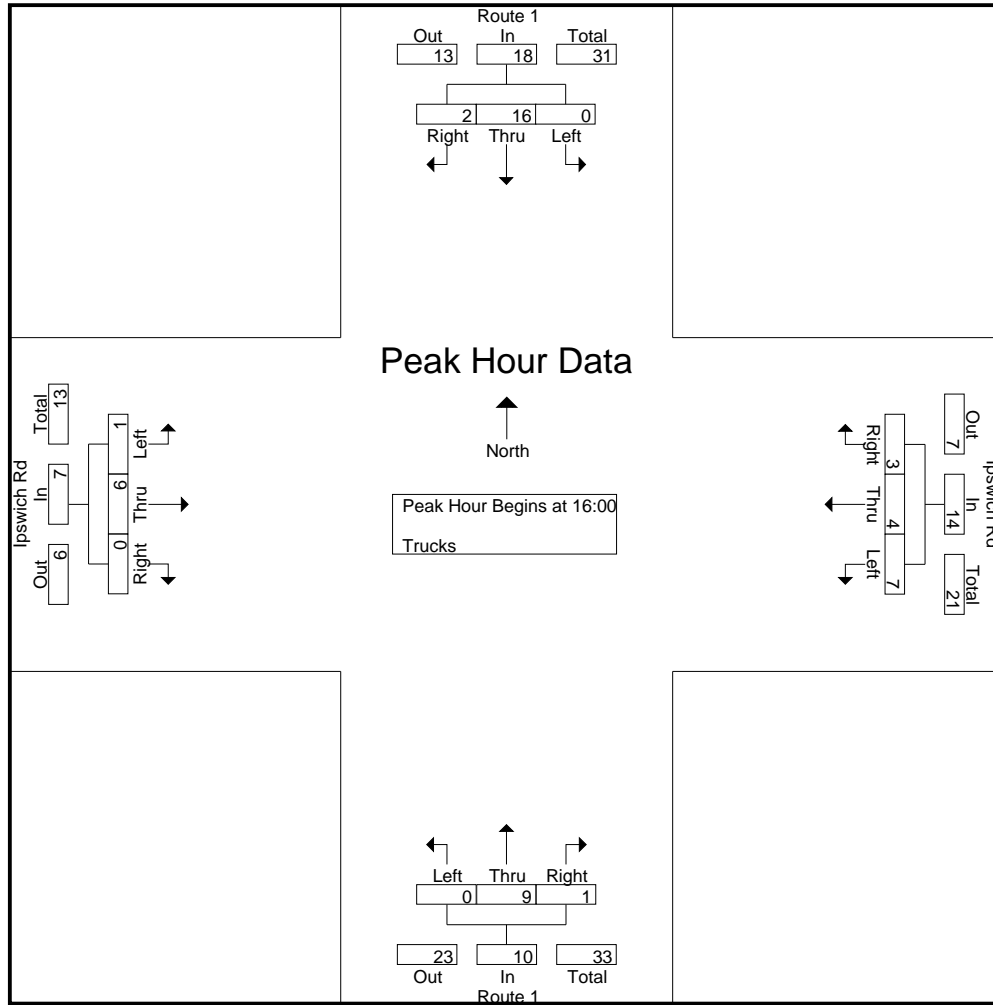 Route 1
Out In Total
13 18 31
2 16 0
Right Thru Left
Peak Hour Data
North
Peak Hour Begins at 16:00
Trucks
Ipswich Rd
Total In Out
13 7 6
1 6 0
Left Thru Right
Ipswich Rd
Out In Total
7 14 21
3 4 7
Right Thru Left
Left Thru Right
0 9 1
23 10 33
Out In Total
Route 1